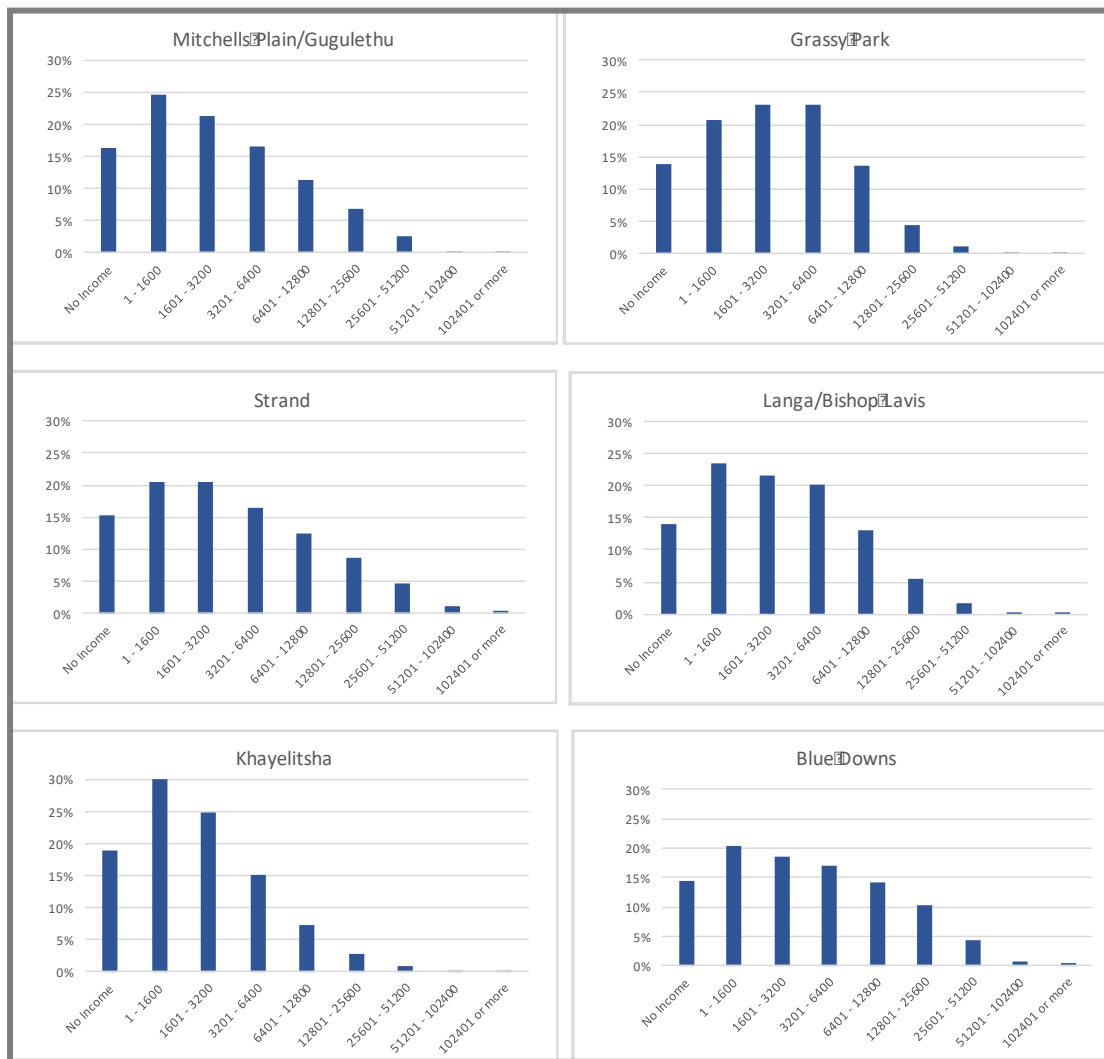 Mitchells⍰Plain/Gugulethu
30%
25%
20%
15%
10%
5%
0%
No Income
1 - 1600
1601 - 3200
3201 - 6400
6401 - 12800
12801 - 25600
25601 - 51200
51201 - 102400
102401 or more
Grassy⍰Park
30%
25%
20%
15%
10%
5%
0%
No Income
1 - 1600
1601 - 3200
3201 - 6400
6401 - 12800
12801 - 25600
25601 - 51200
51201 - 102400
102401 or more
Strand
30%
25%
20%
15%
10%
5%
0%
No Income
1 - 1600
1601 - 3200
3201 - 6400
6401 - 12800
12801 - 25600
25601 - 51200
51201 - 102400
102401 or more
Langa/Bishop⍰Lavis
30%
25%
20%
15%
10%
5%
0%
No Income
1 - 1600
1601 - 3200
3201 - 6400
6401 - 12800
12801 - 25600
25601 - 51200
51201 - 102400
102401 or more
Khayelitsha
30%
25%
20%
15%
10%
5%
0%
No Income
1 - 1600
1601 - 3200
3201 - 6400
6401 - 12800
12801 - 25600
25601 - 51200
51201 - 102400
102401 or more
Blue⍰Downs
30%
25%
20%
15%
10%
5%
0%
No Income
1 - 1600
1601 - 3200
3201 - 6400
6401 - 12800
12801 - 25600
25601 - 51200
51201 - 102400
102401 or more